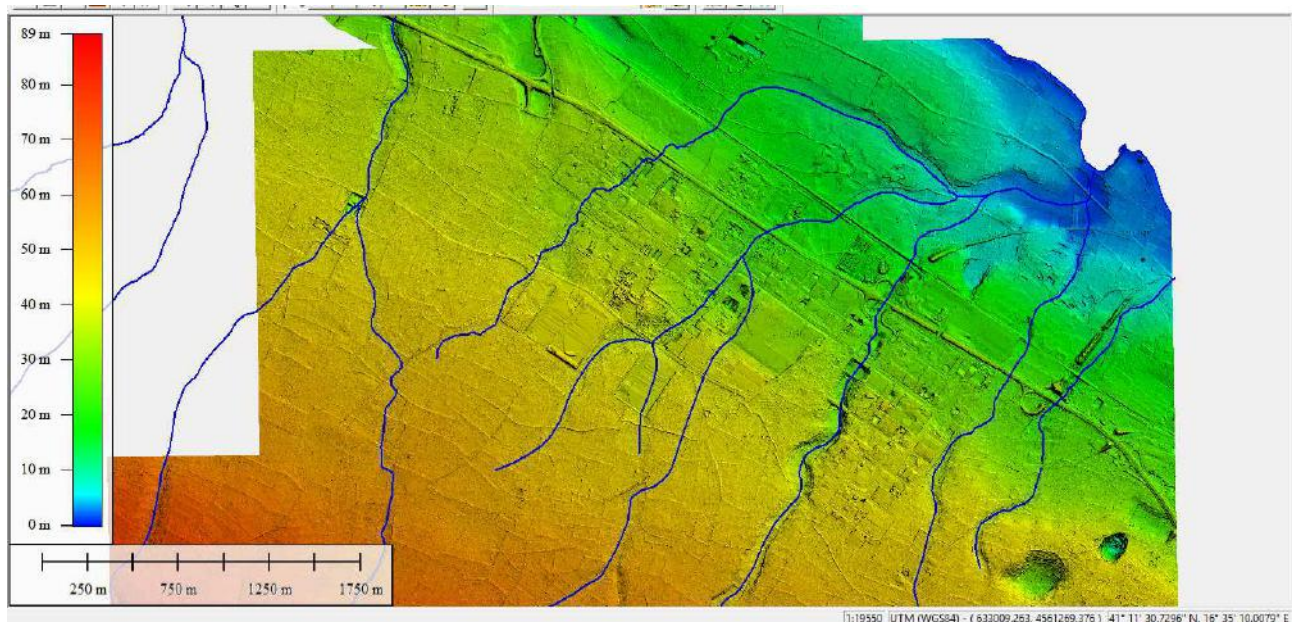 89 m
80 m
70 m
60 m
50 m
40 m
30 m
20 m
10 m
0 m
250 m 750 m 1250 m 1750 m
1:19550 UTM (WGS84) - ( 633009.263, 4561269.376 ) 41° 11' 30.7296" N, 16° 35' 10.0079" E